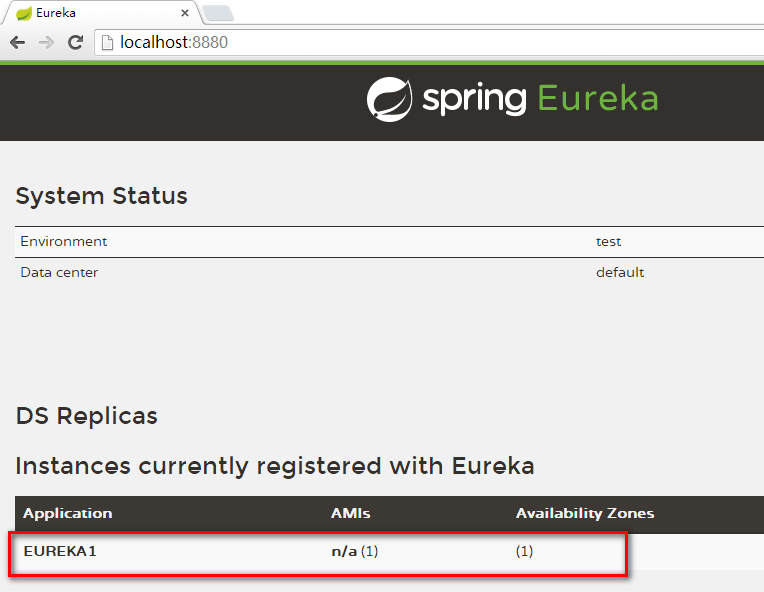 Eureka
localhost:8880
spring Eureka
System Status
Environment test
Data center default
DS Replicas
Instances currently registered with Eureka
Application AMIs Availability Zones
EUREKA1 n/a (1) (1)